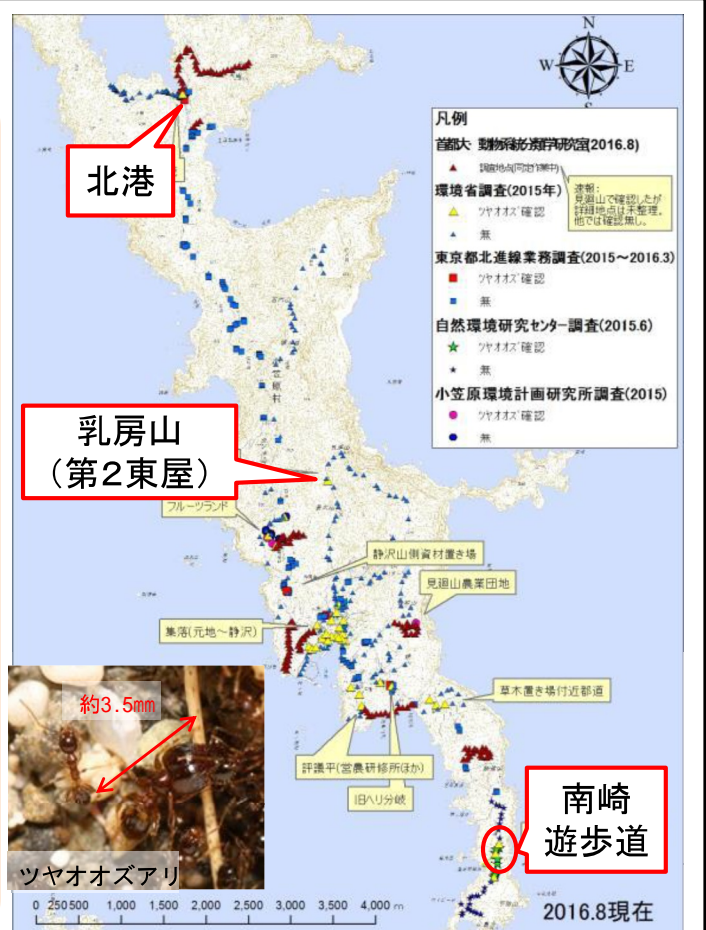 N
W
E
S
凡例
首都大・動物系統分類学研究室(2016.8)
調査地点(同定作業中)
速報:
見廻山で確認したが
詳細地点は未整理。
他では確認無し。
環境省調査(2015年)
ツヤオオズ確認
無
東京都北進線業務調査(2015～2016.3)
ツヤオオズ確認
無
自然環境研究センター調査(2015.6)
ツヤオオズ確認
無
小笠原環境計画研究所調査(2015)
ツヤオオズ確認
無
北港
小笠原村
乳房山
(第2東屋)
フルーツランド
静沢山側資材置き場
見廻山農業団地
集落(元地～静沢)
草木置き場付近都道
評議平(営農研修所ほか)
旧ヘリ分岐
南崎
遊歩道
約3.5mm
ツヤオオズアリ
0 250500 1,000 1,500 2,000 2,500 3,000 3,500 4,000 m
2016.8現在